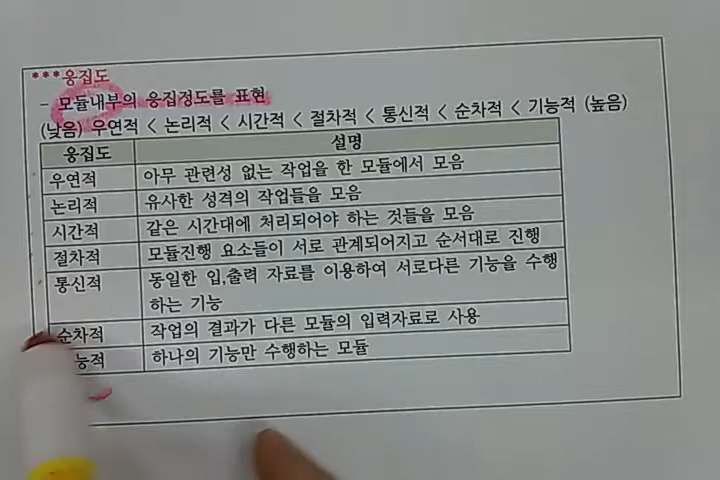 ***응집도
- 모듈내부의 응집정도를 표현
(낮음) 우연적 < 논리적 < 시간적 < 절차적 < 통신적 < 순차적 < 기능적 (높음)
응집도 설명
우연적 아무 관련성 없는 작업을 한 모듈에서 모음
논리적 유사한 성격의 작업들을 모음
시간적 같은 시간대에 처리되어야 하는 것들을 모음
절차적 모듈진행 요소들이 서로 관계되어지고 순서대로 진행
통신적 동일한 입,출력 자료를 이용하여 서로다른 기능을 수행
하는 기능
순차적 작업의 결과가 다른 모듈의 입력자료로 사용
능적 하나의 기능만 수행하는 모듈